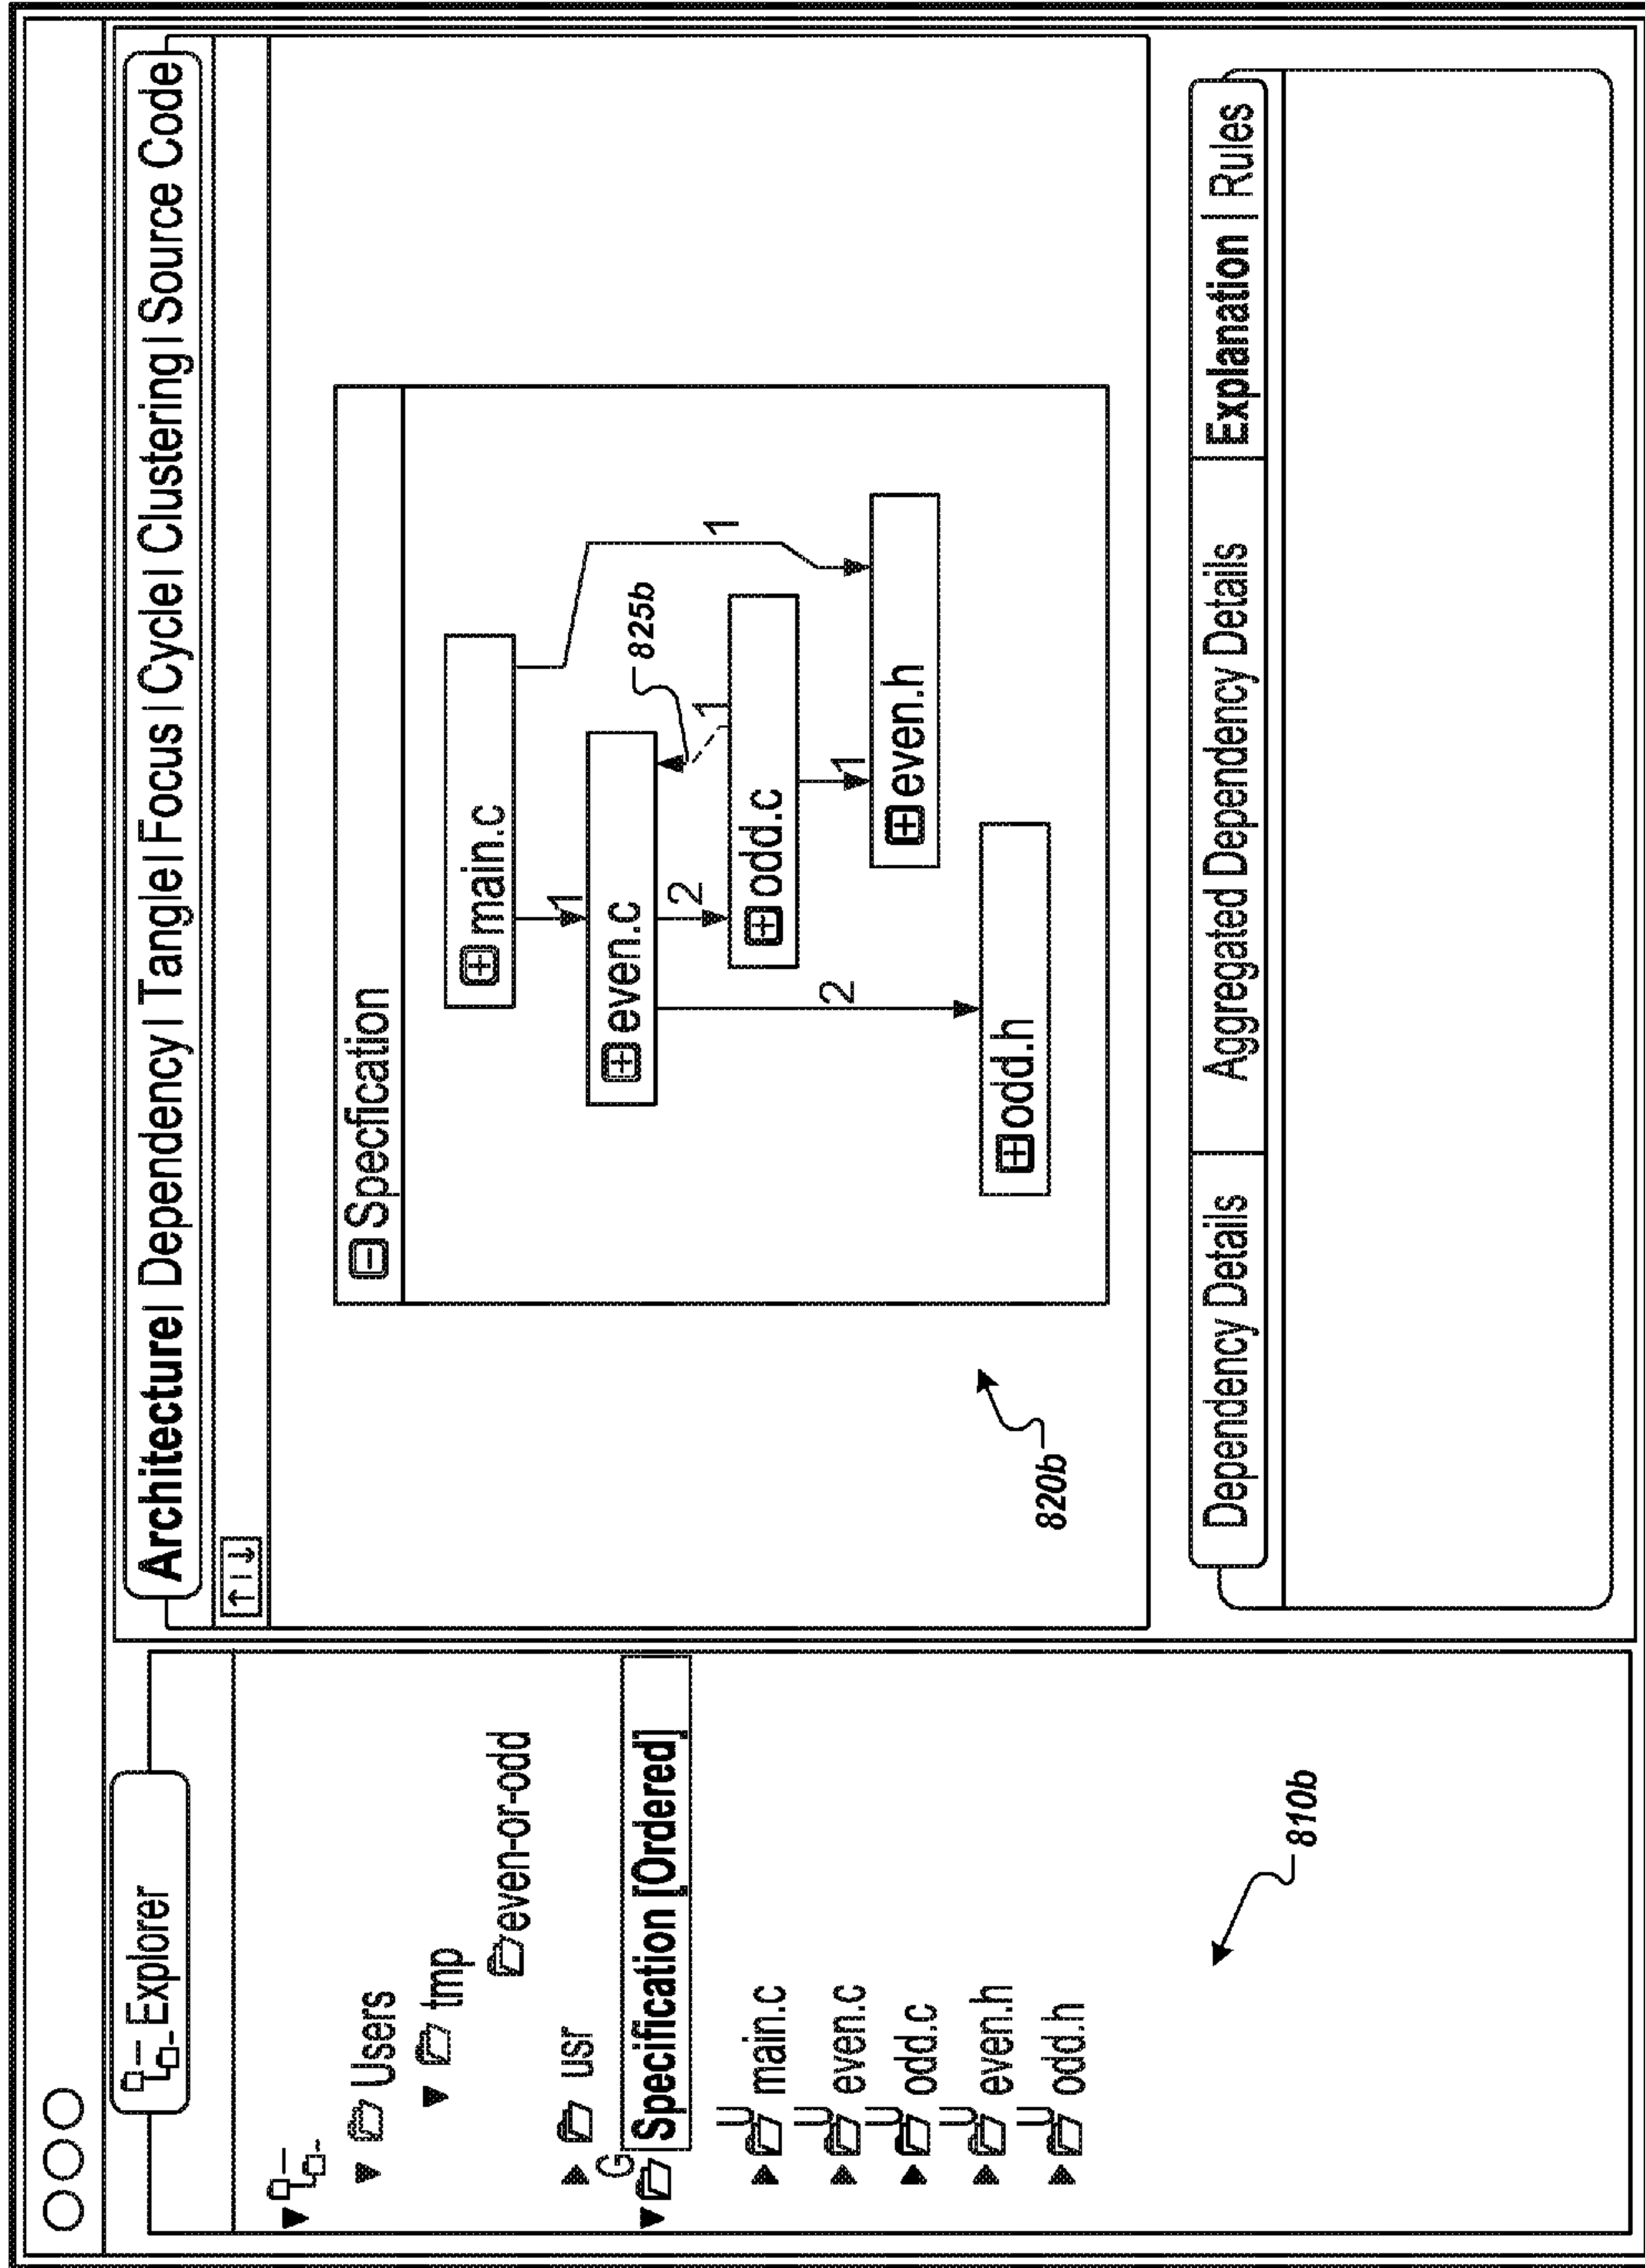 Explorer
Users
tmp
even-or-odd
usr
G
Specification [Ordered]
main.c
even.c
odd.c
even.h
odd.h
810b
Architecture| Dependency| Tangle| Focus | Cycle| Clustering| Source Code
Specfication
main.c
1
1
even.c
825b
2
1
odd.c
2
1
even.h
odd.h
820b
Dependency Details
Aggregated Dependency Details
Explanation | Rules